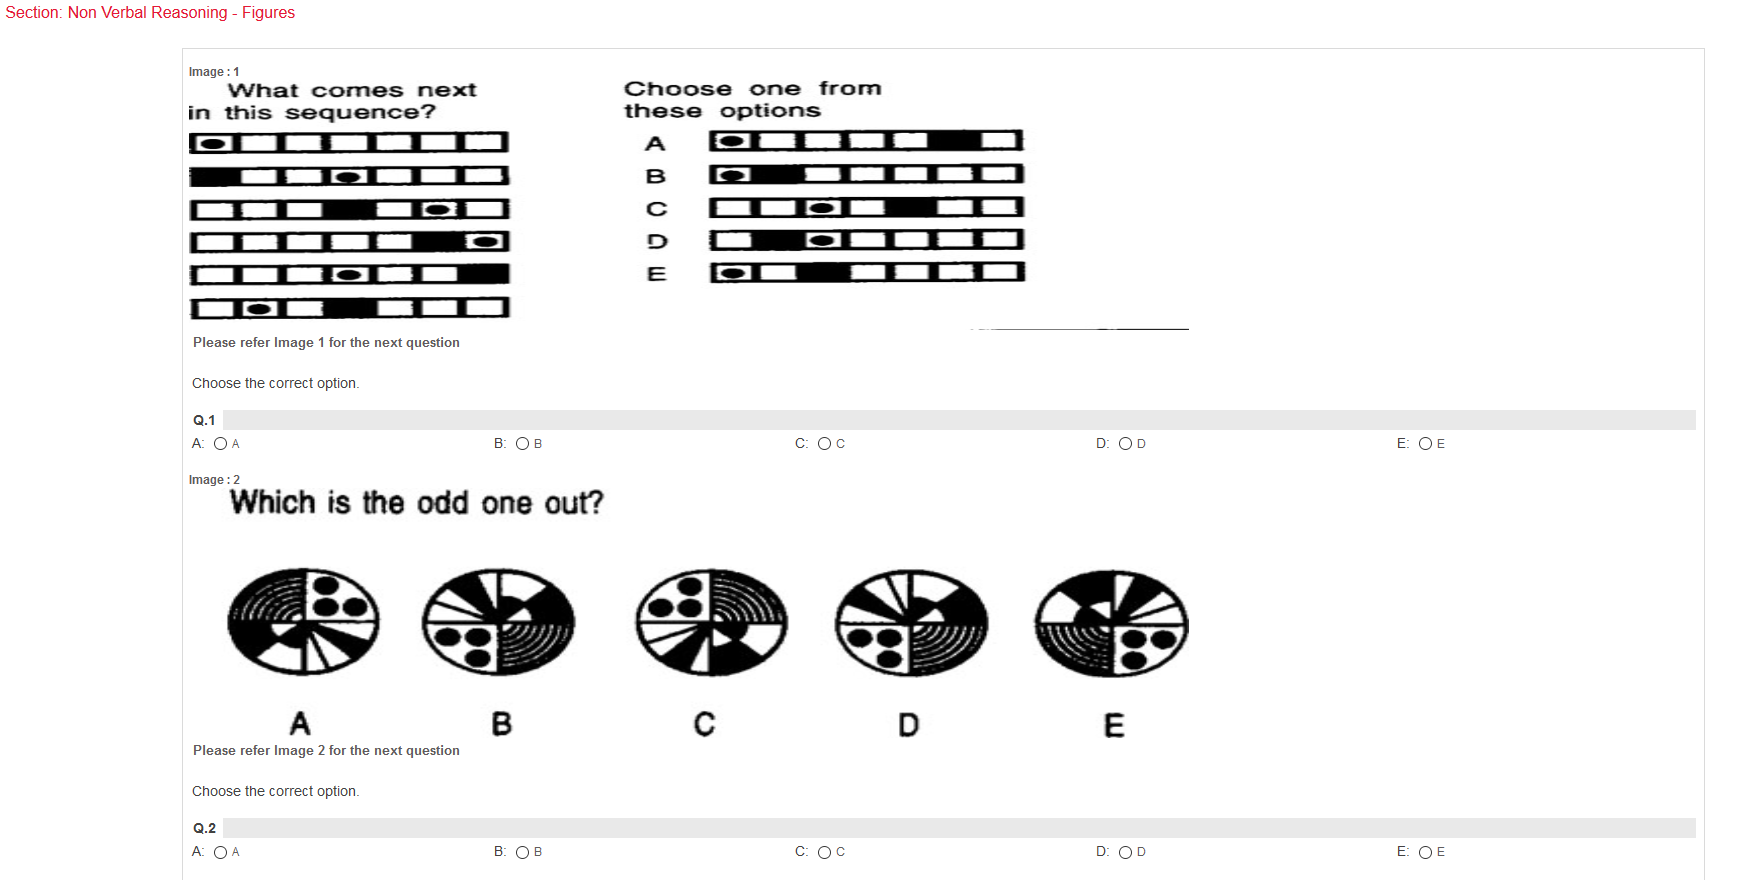 Section: Non Verbal Reasoning - Figures
Image : 1
What comes next
in this sequence?
Choose one from
these options
A
B
C
D
E
Please refer Image 1 for the next question
Choose the correct option.
Q.1
A: A B: B C: C D: D E: E
Image : 2
Which is the odd one out?
A B C D E
Please refer Image 2 for the next question
Choose the correct option.
Q.2
A: A B: B C: C D: D E: E